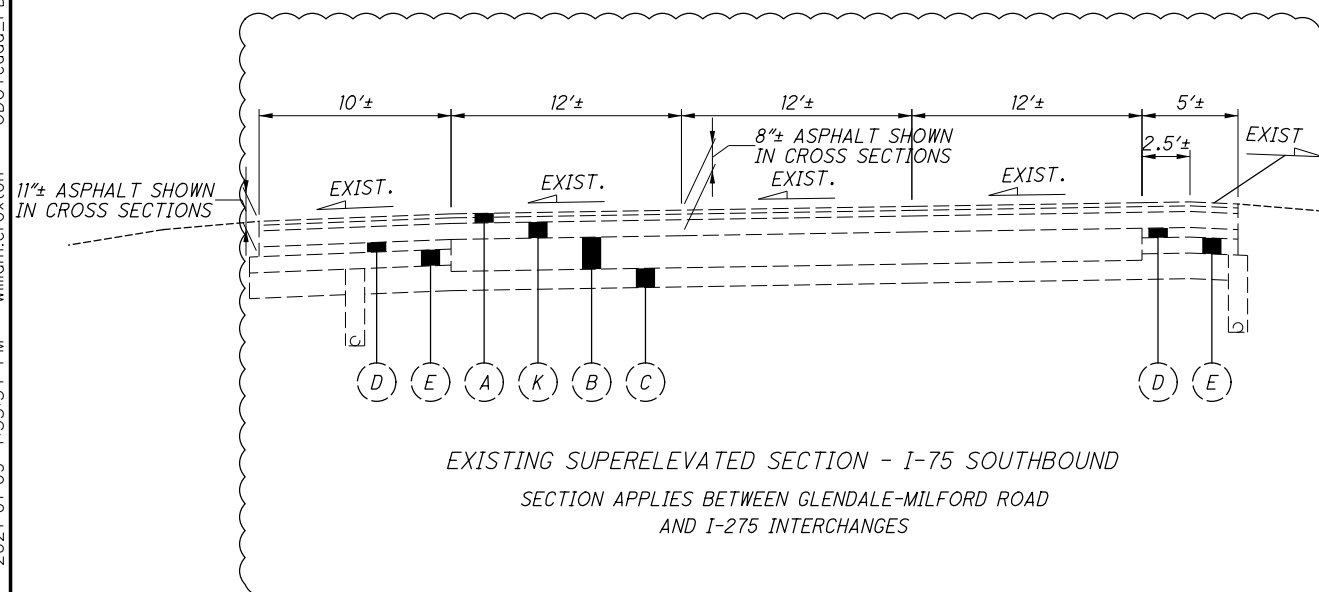 10'±
12'±
12'±
12'±
5'±
2.5'±
8"± ASPHALT SHOWN
IN CROSS SECTIONS
11"± ASPHALT SHOWN
IN CROSS SECTIONS
EXIST.
EXIST.
EXIST.
EXIST.
EXIST
D
E
A
K
B
C
D
E
EXISTING SUPERELEVATED SECTION - I-75 SOUTHBOUND
SECTION APPLIES BETWEEN GLENDALE-MILFORD ROAD
AND I-275 INTERCHANGES